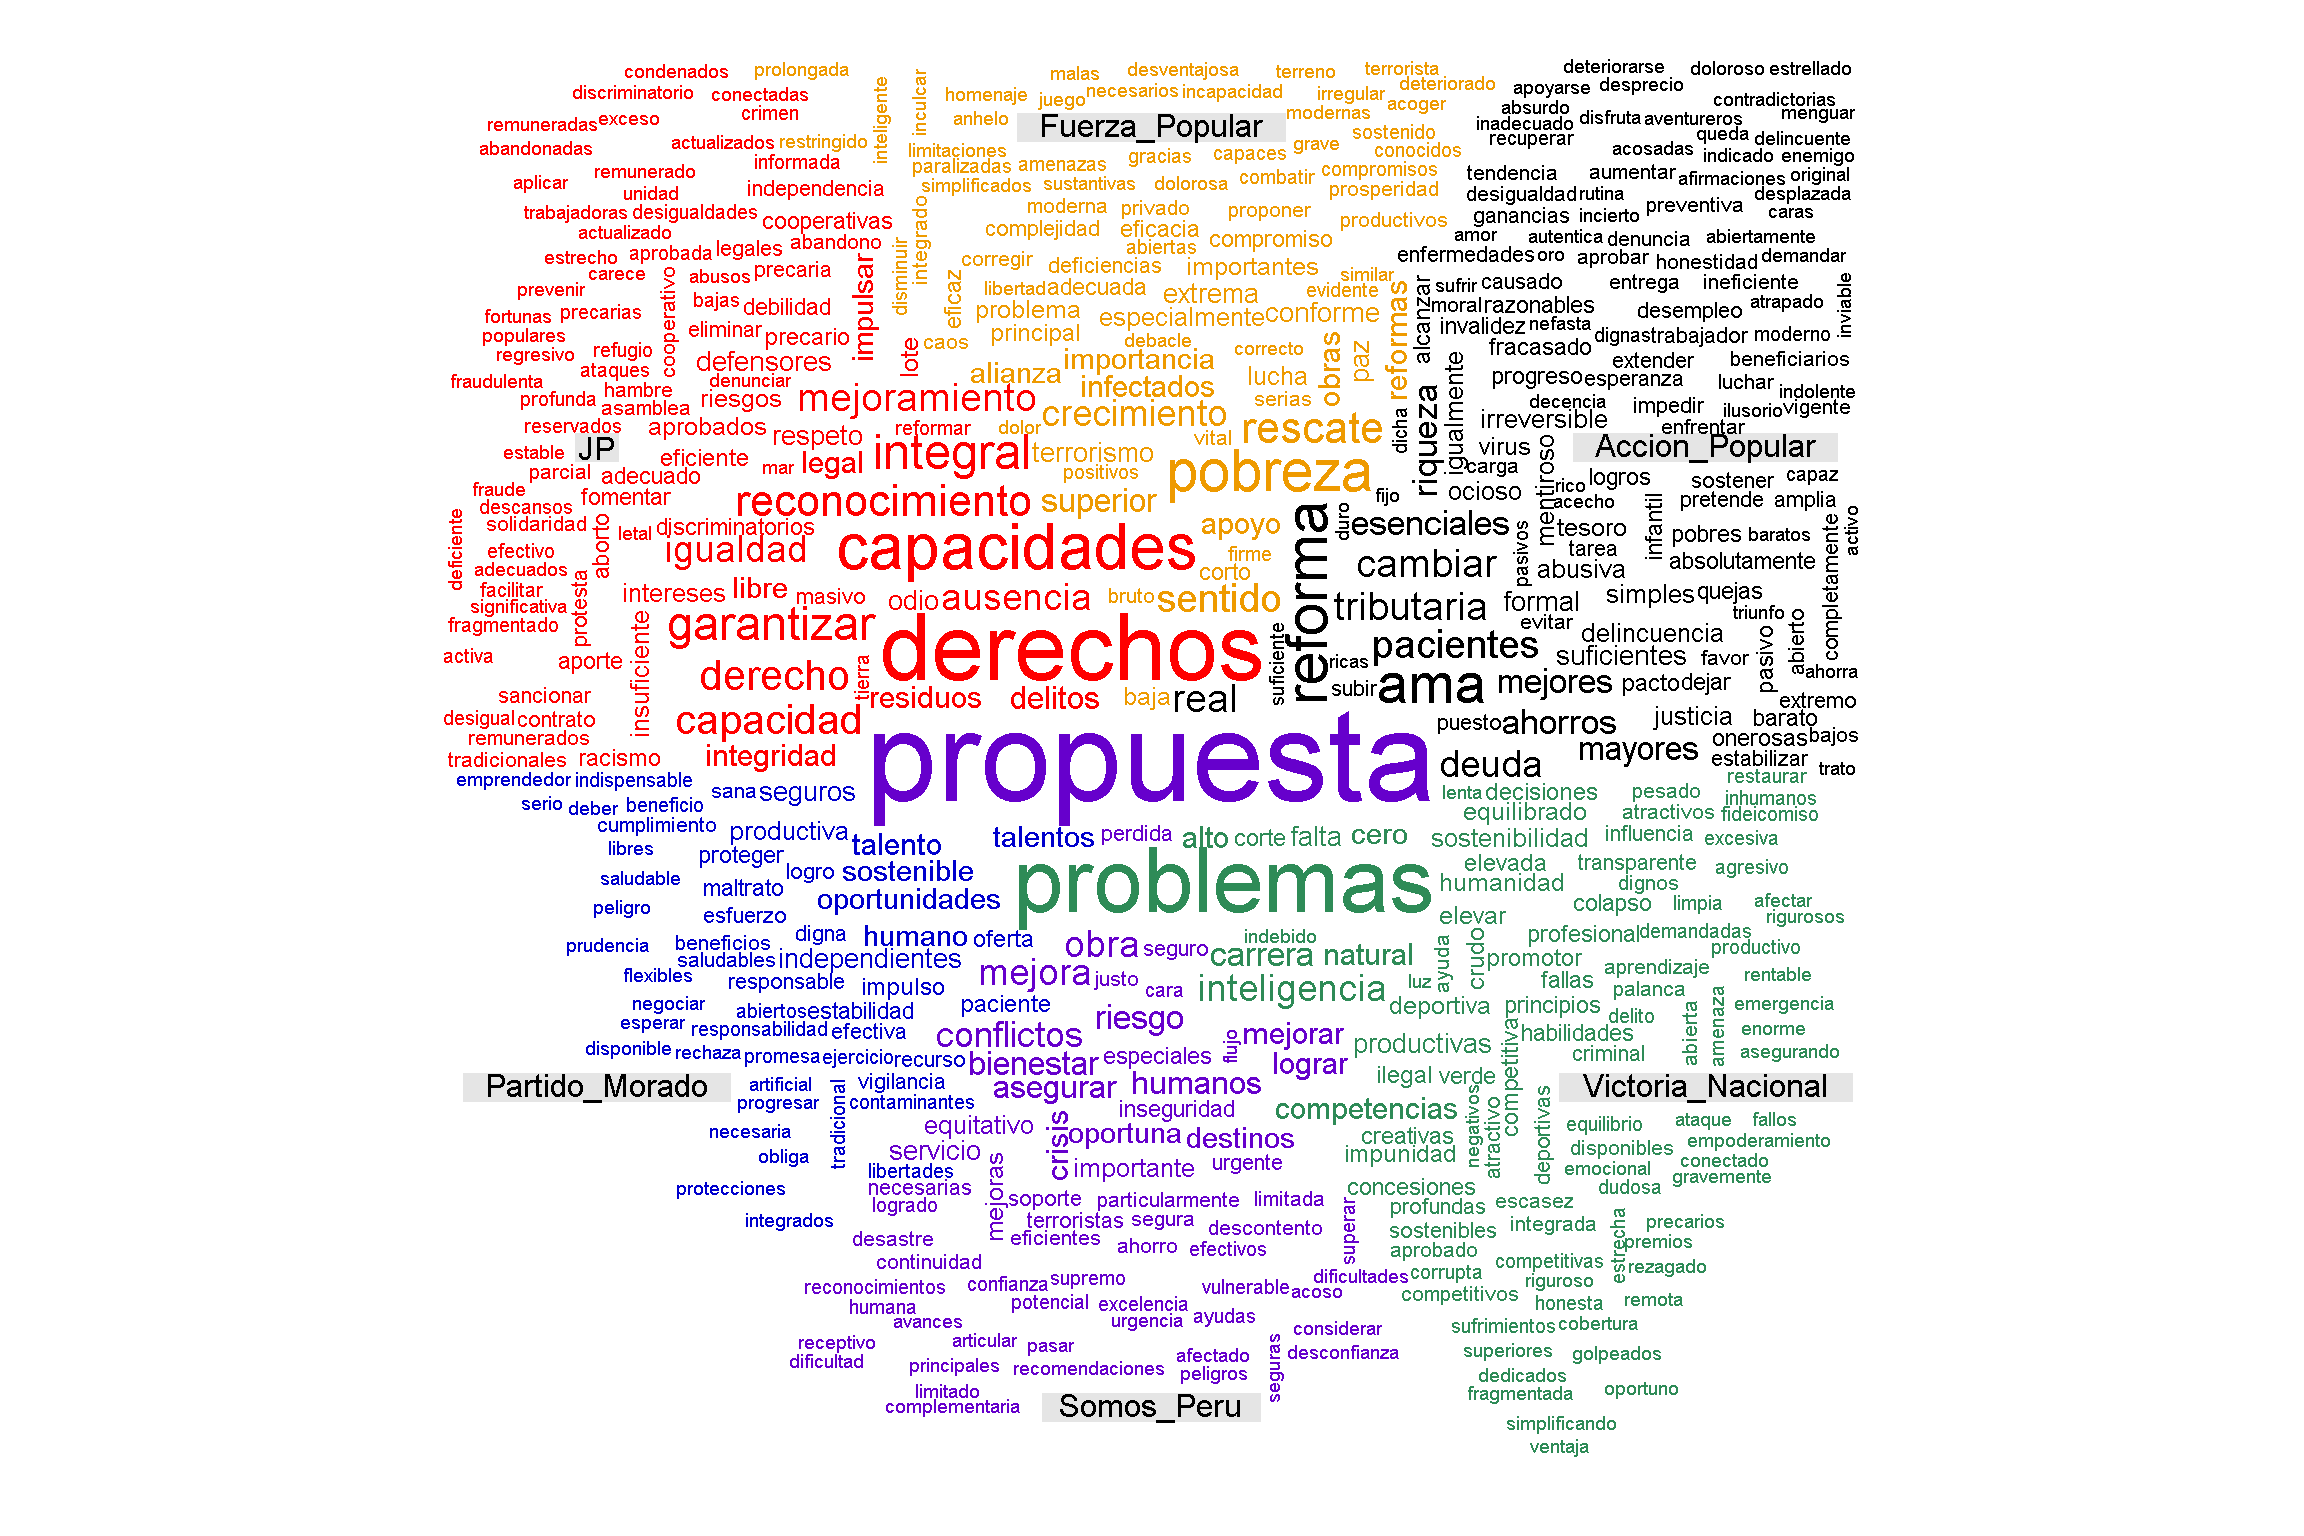 condenados prolongada
malas desventajosa terreno terrorista
deteriorarse doloroso estrellado
discriminatorio conectadas
crimen
inteligente
inculcar
homenaje juego necesarios incapacidad irregular deteriorado acoger
apoyarse desprecio
contradictorias
absurdo menguar
remuneradas exceso
anhelo Fuerza_Popular modernas
inadecuado disfruta aventureros
recuperar queda delincuente
abandonadas actualizados restringido
sostenido
limitaciones gracias capaces grave conocidos
acosadas indicado enemigo
informada
paralizadas amenazas compromisos
tendencia aumentar afirmaciones original
aplicar remunerado
unidad independencia
simplificados sustantivas dolorosa combatir prosperidad
desigualdad rutina desplazada
trabajadoras desigualdades cooperativas
integrado
moderna privado proponer productivos
ganancias incierto preventiva caras
actualizado
complejidad eficacia compromiso
amor autentica denuncia abiertamente
estrecho aprobada legales abandono
disminuir
abiertas
enfermedades oro aprobar honestidad demandar
carece abusos precaria impulsar
corregir deficiencias importantes similar
sufrir causado entrega ineficiente
prevenir cooperativo bajas debilidad
eficaz
libertad adecuada extrema evidente
moral razonables atrapado inviable
fortunas precarias
problema especialmente conforme reformas alcanzar
desempleo
populares eliminar precario
principal
invalidez nefasta dignas trabajador moderno
regresivo refugio defensores lote caos
debacle
importancia correcto obras paz
fracasado
ataques
extender beneficiarios
fraudulenta hambre denunciar
alianza infectados lucha
igualmente
progreso esperanza luchar indolente
profunda asamblea riesgos mejoramiento crecimiento serias
riqueza
decencia impedir ilusorio vigente
reservados aprobados respeto reformar dolor vital rescate dicha
irreversible enfrentar
estable JP eficiente mar legal integral terrorismo
virus Accion_Popular
parcial adecuado
positivos pobreza
carga mentiroso logros sostener capaz
fraude fomentar
descansos reconocimiento superior fijo ocioso rico
acecho pretende amplia
solidaridad letal discriminatorios
apoyo reforma duro esenciales pasivos tesoro infantil pobres baratos completamente activo
deficiente efectivo aborto igualdad capacidades firme
tarea
adecuados
corto cambiar abusiva absolutamente
facilitar protesta intereses libre masivo odio ausencia bruto sentido
tributaria formal simples quejas
significativa
evitar triunfo
fragmentado insuficiente garantizar derechos
delincuencia pasivo abierto
activa aporte
suficiente ricas pacientes suficientes favor ahorra
derecho tierra
sancionar residuos delitos baja real subir ama mejores pacto dejar
extremo
desigual contrato capacidad
puesto ahorros justicia barato
remunerados
onerosas bajos
tradicionales racismo integridad propuesta deuda mayores estabilizar trato
emprendedor indispensable sana seguros
restaurar
lenta decisiones pesado inhumanos
serio deber beneficio
equilibrado atractivos fideicomiso
cumplimiento productiva talento talentos perdida alto corte falta cero sostenibilidad influencia excesiva
libres proteger
logro sostenible problemas elevada transparente agresivo
saludable maltrato
humanidad dignos
peligro oportunidades
esfuerzo
colapso limpia afectar
elevar rigurosos
prudencia beneficios digna humano oferta obra seguro indebido
ayuda crudo profesional demandadas
saludables independientes
carrera natural promotor productivo
flexibles responsable impulso mejora justo inteligencia luz
fallas aprendizaje rentable
cara
palanca
negociar abiertos estabilidad paciente
deportiva principios emergencia
esperar responsabilidad efectiva conflictos riesgo
delito abierta amenaza
flujo mejorar
competitiva habilidades enorme
disponible rechaza promesa ejercicio recurso bienestar especiales
productivas criminal asegurando
lograr
Partido_Morado artificial vigilancia
asegurar humanos ilegal verde Victoria_Nacional
progresar tradicional contaminantes
inseguridad competencias negativos atractivo
equitativo deportivas equilibrio ataque fallos
necesaria
crisis oportuna destinos creativas empoderamiento
obliga servicio
impunidad disponibles
libertades mejoras importante urgente
emocional conectado
gravemente
protecciones necesarias
concesiones dudosa
logrado soporte particularmente limitada
profundas escasez
integrados
terroristas segura descontento superar
sostenibles integrada estrecha precarios
desastre eficientes ahorro efectivos
aprobado premios
continuidad
competitivas rezagado
reconocimientos confianza supremo vulnerable dificultades corrupta
riguroso
humana potencial excelencia acoso
competitivos honesta remota
avances urgencia ayudas
receptivo articular pasar considerar
sufrimientos cobertura
dificultad afectado seguras desconfianza
superiores golpeados
principales recomendaciones peligros
dedicados
limitado
fragmentada oportuno
complementaria Somos_Peru
simplificando
ventaja